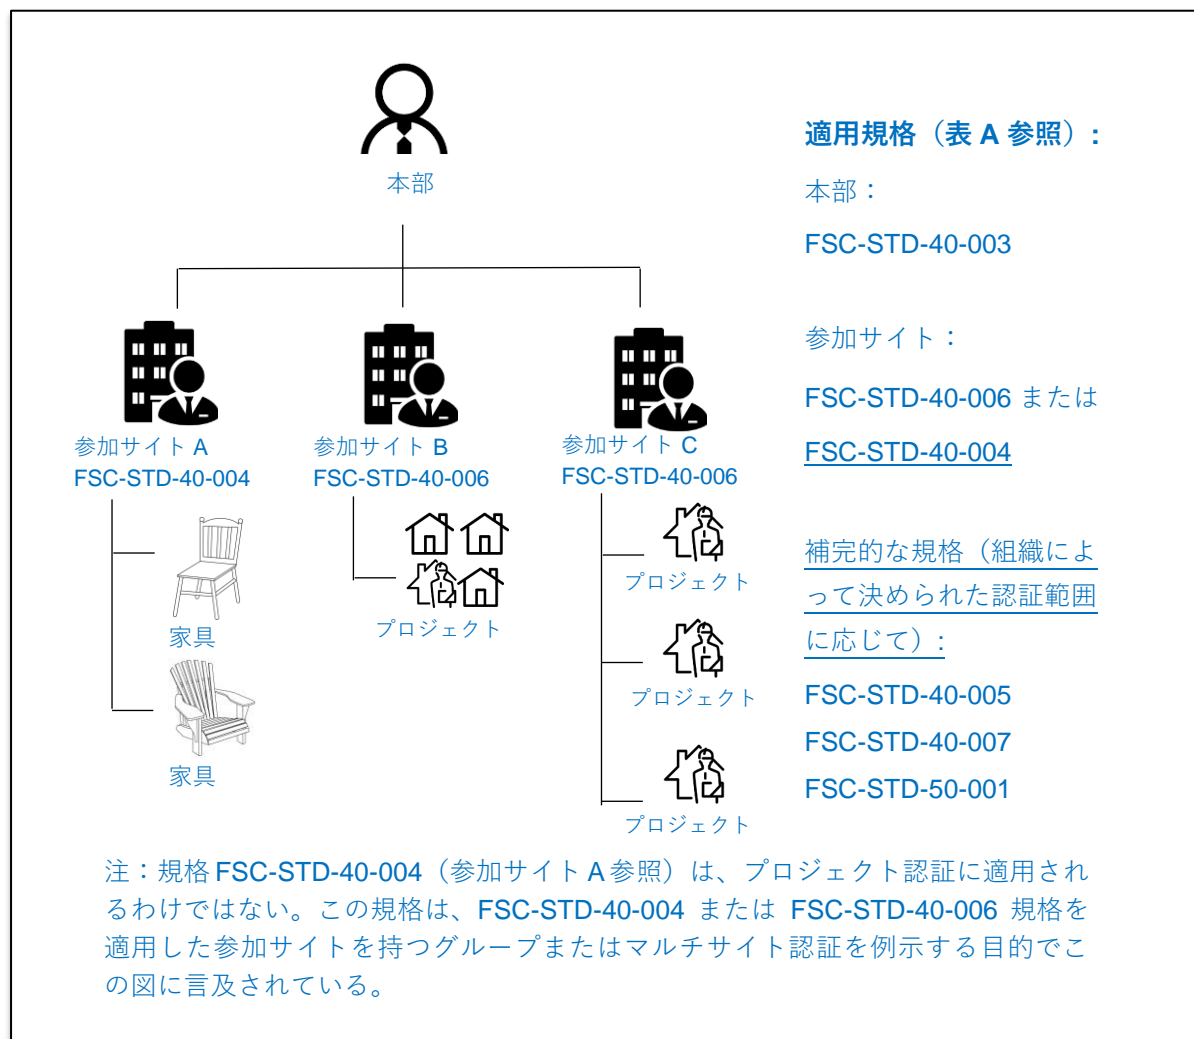 本部
参加サイト A
FSC-STD-40-004
家具
家具
参加サイト B
FSC-STD-40-006
プロジェクト
参加サイト C
FSC-STD-40-006
プロジェクト
プロジェクト
プロジェクト
適用規格（表 A 参照）:
本部：
FSC-STD-40-003
参加サイト：
FSC-STD-40-006 または
FSC-STD-40-004
補完的な規格（組織によ
って決められた認証範囲
に応じて）:
FSC-STD-40-005
FSC-STD-40-007
FSC-STD-50-001
注：規格 FSC-STD-40-004（参加サイト A 参照）は、プロジェクト認証に適用され
るわけではない。この規格は、FSC-STD-40-004 または FSC-STD-40-006 規格を
適用した参加サイトを持つグループまたはマルチサイト認証を例示する目的でこ
の図に言及されている。